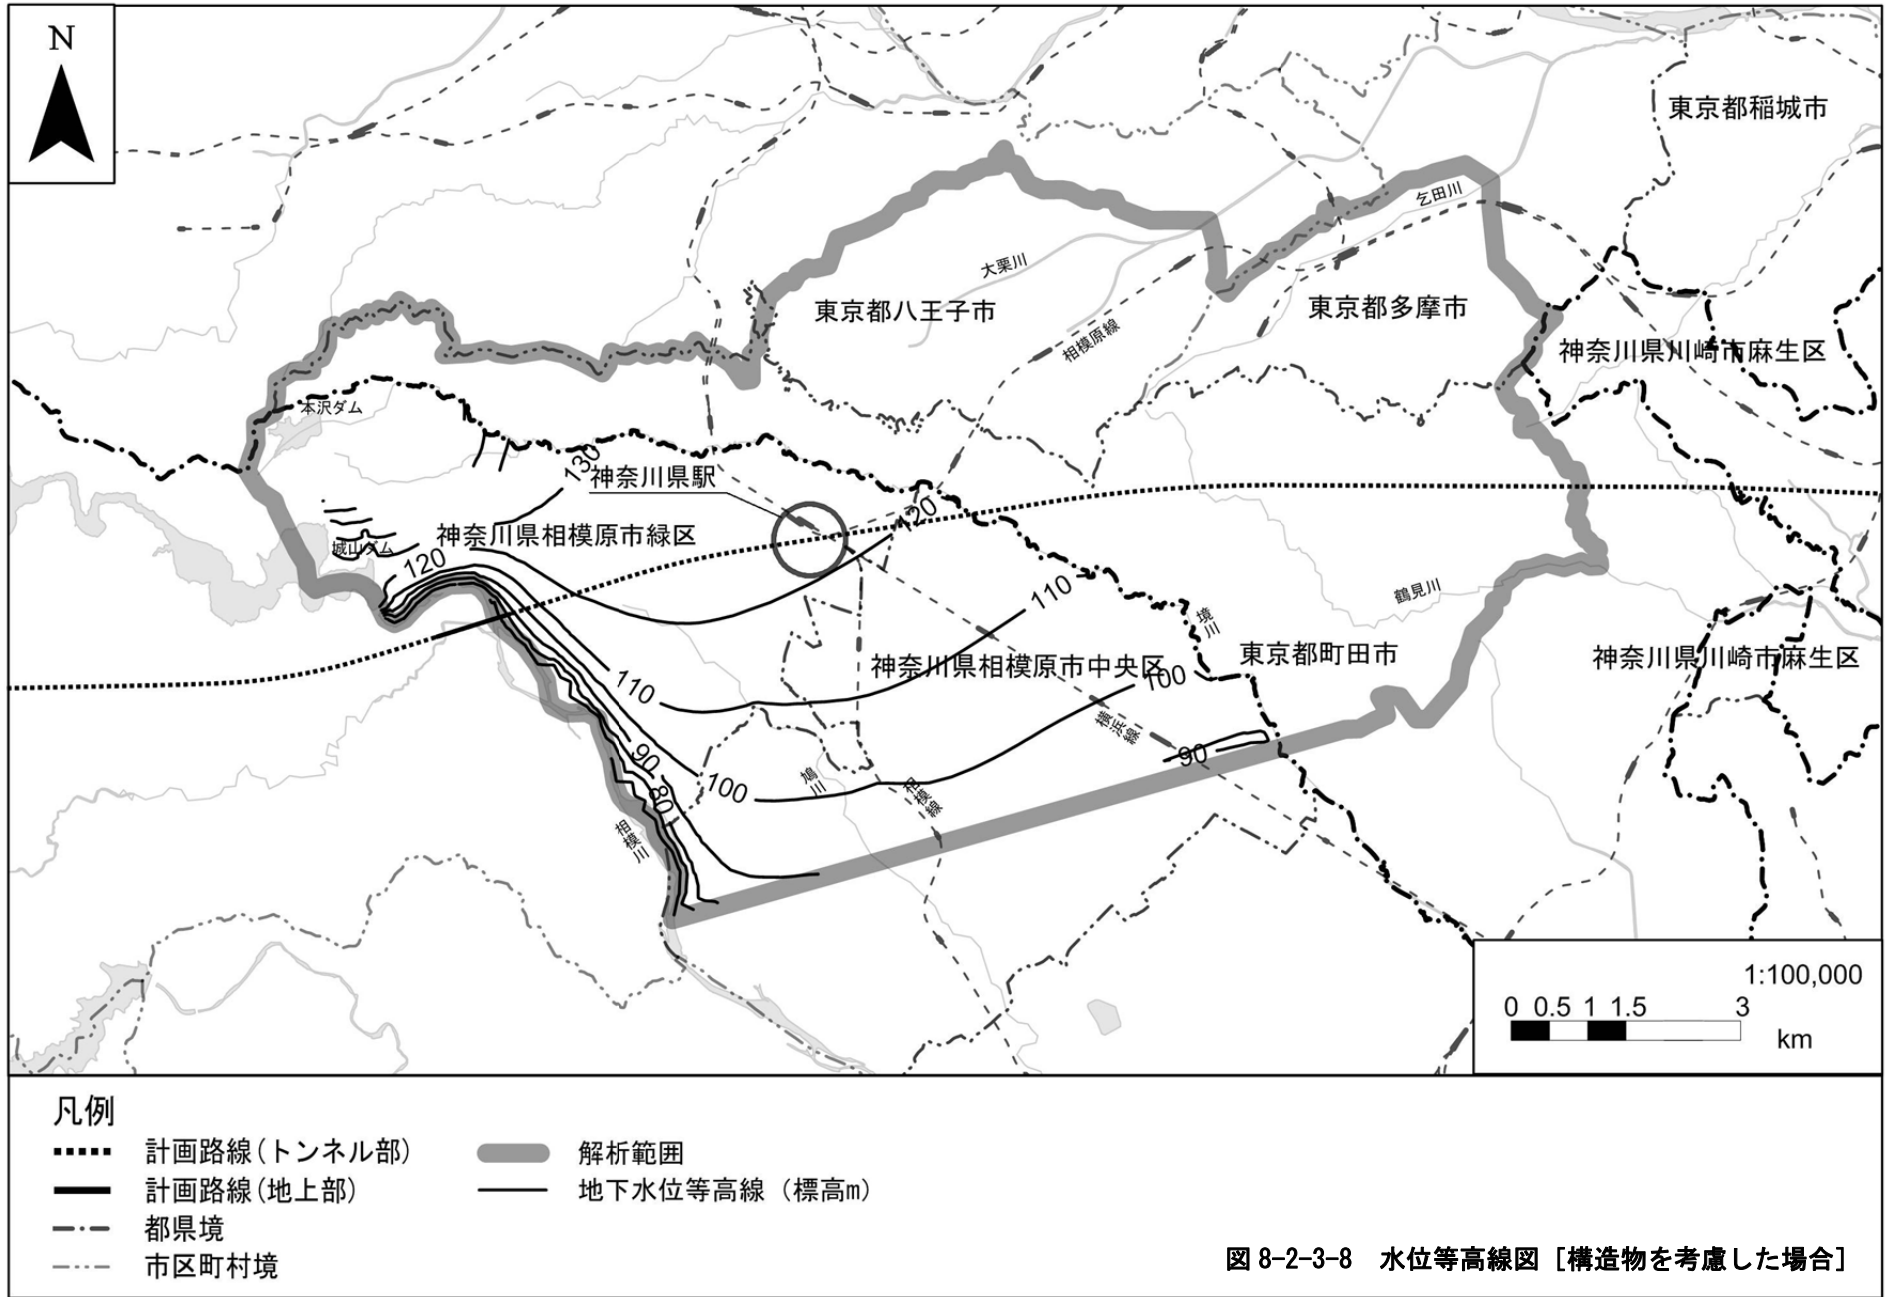 N
東京都稲城市
乞田川
大栗川
東京都八王子市
東京都多摩市
相模原線
神奈川県川崎市麻生区
本沢ダム
130
神奈川県駅
120
神奈川県相模原市緑区
城山ダム
120
110
鶴見川
境川
神奈川県相模原市中央区
東京都町田市
神奈川県川崎市麻生区
110
100
横浜線
90
90
100
鳩川
相模線
80
相模川
1:100,000
0 0.5 1 1.5 3
km
凡例
計画路線(トンネル部)
計画路線(地上部)
都県境
市区町村境
解析範囲
地下水位等高線 (標高m)
図 8-2-3-8 水位等高線図 [構造物を考慮した場合]